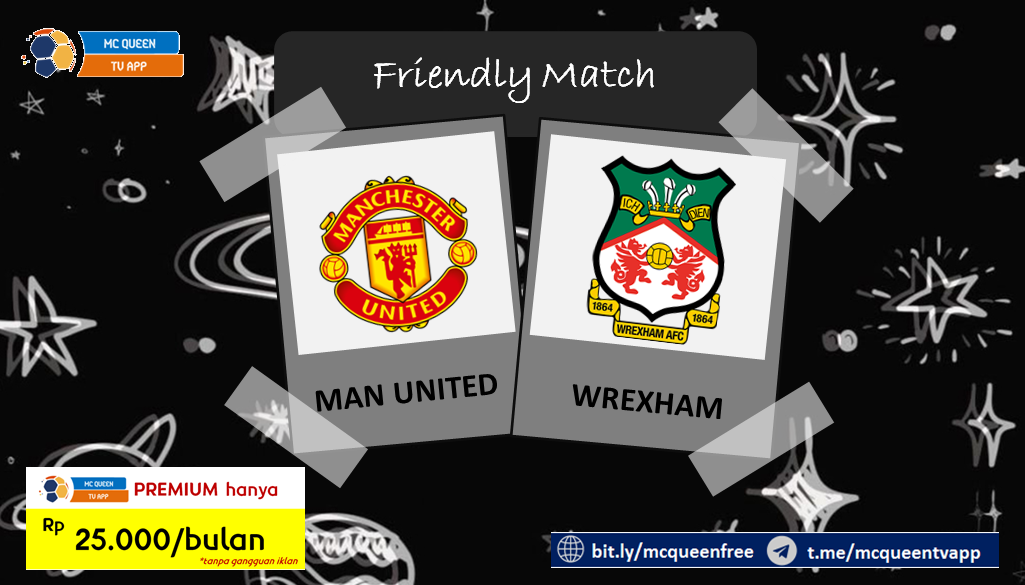 MC QUEEN
TV APP
Friendly Match
MANCHESTER
UNITED
ICH DIEN
1864 1864
WREXHAM AFC
MAN UNITED
WREXHAM
MC QUEEN
TV APP
PREMIUM hanya
Rp 25.000/bulan
*tanpa gangguan iklan
bit.ly/mcqueenfree t.me/mcqueentvapp